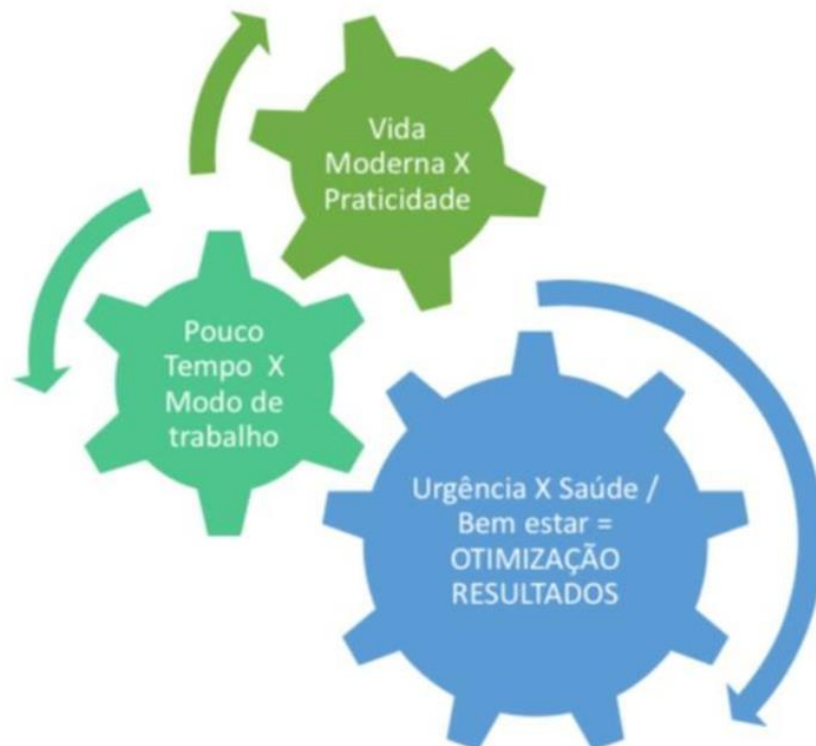 Vida
Moderna X
Praticidade
Pouco
Tempo X
Modo de
trabalho
Urgência X Saúde /
Bem estar =
OTIMIZAÇÃO
RESULTADOS